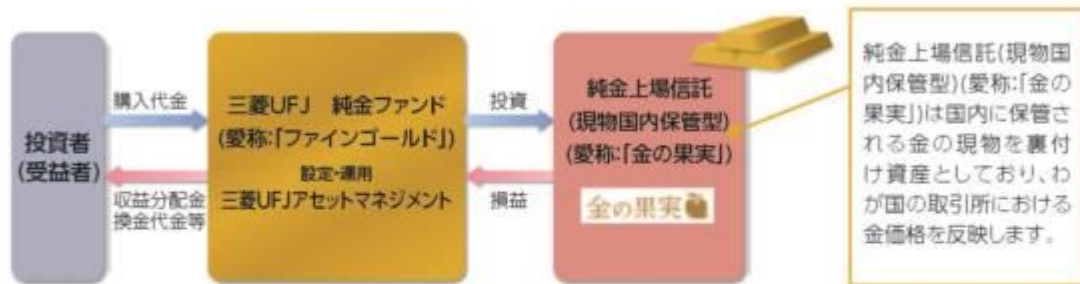 投資者
(受益者)
購入代金
収益分配金
換金代金等
三菱UFJ 純金ファンド
(愛称:「ファインゴールド」)
設定・運用
三菱UFJアセットマネジメント
投資
損益
純金上場信託
(現物国内保管型)
(愛称:「金の果実」)
金の果実
純金上場信託(現物国
内保管型)(愛称:「金の
果実」)は国内に保管さ
れる金の現物を裏付
け資産としており、わ
が国の取引所における
金価格を反映します。